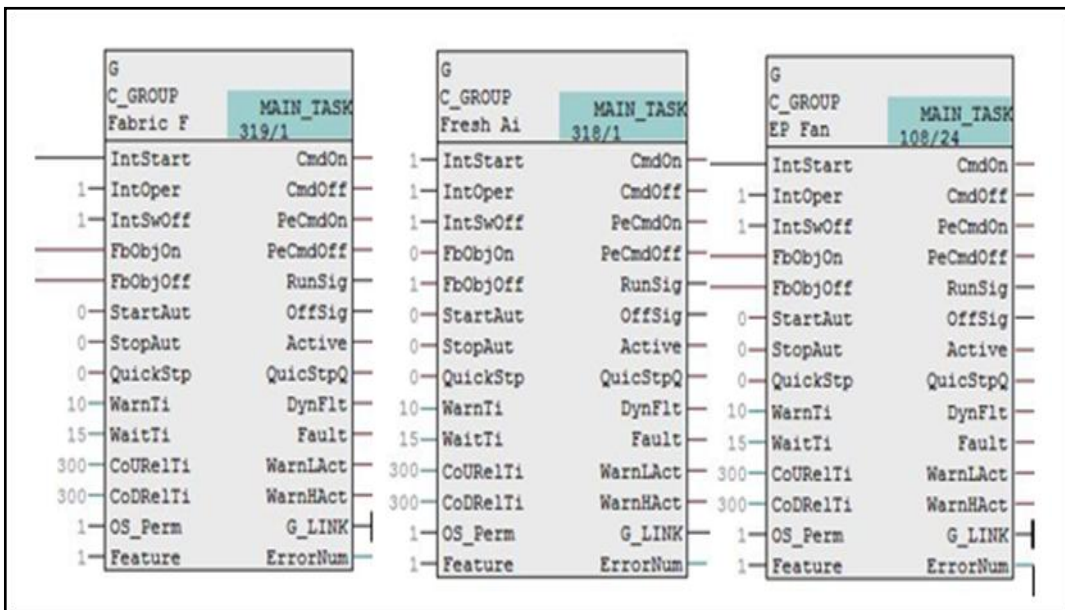 G
C_GROUP
Fabric F
MAIN_TASK
319/1
IntStart CmdOn
1 IntOper CmdOff
1 IntSwOff PeCmdOn
FbObjOn PeCmdOff
FbObjOff RunSig
0 StartAut OffSig
0 StopAut Active
0 QuickStp QuicStpQ
10 WarnTi DynFlt
15 WaitTi Fault
300 CoURelTi WarnLAct
300 CoDRelTi WarnHAct
1 OS_Perm G_LINK
1 Feature ErrorNum
G
C_GROUP
Fresh Ai
MAIN_TASK
318/1
1 IntStart CmdOn
1 IntOper CmdOff
1 IntSwOff PeCmdOn
0 FbObjOn PeCmdOff
1 FbObjOff RunSig
0 StartAut OffSig
0 StopAut Active
0 QuickStp QuicStpQ
10 WarnTi DynFlt
15 WaitTi Fault
300 CoURelTi WarnLAct
300 CoDRelTi WarnHAct
1 OS_Perm G_LINK
1 Feature ErrorNum
G
C_GROUP
EP Fan
MAIN_TASK
108/24
IntStart CmdOn
1 IntOper CmdOff
1 IntSwOff PeCmdOn
FbObjOn PeCmdOff
FbObjOff RunSig
0 StartAut OffSig
0 StopAut Active
0 QuickStp QuicStpQ
10 WarnTi DynFlt
15 WaitTi Fault
300 CoURelTi WarnLAct
300 CoDRelTi WarnHAct
1 OS_Perm G_LINK
1 Feature ErrorNum